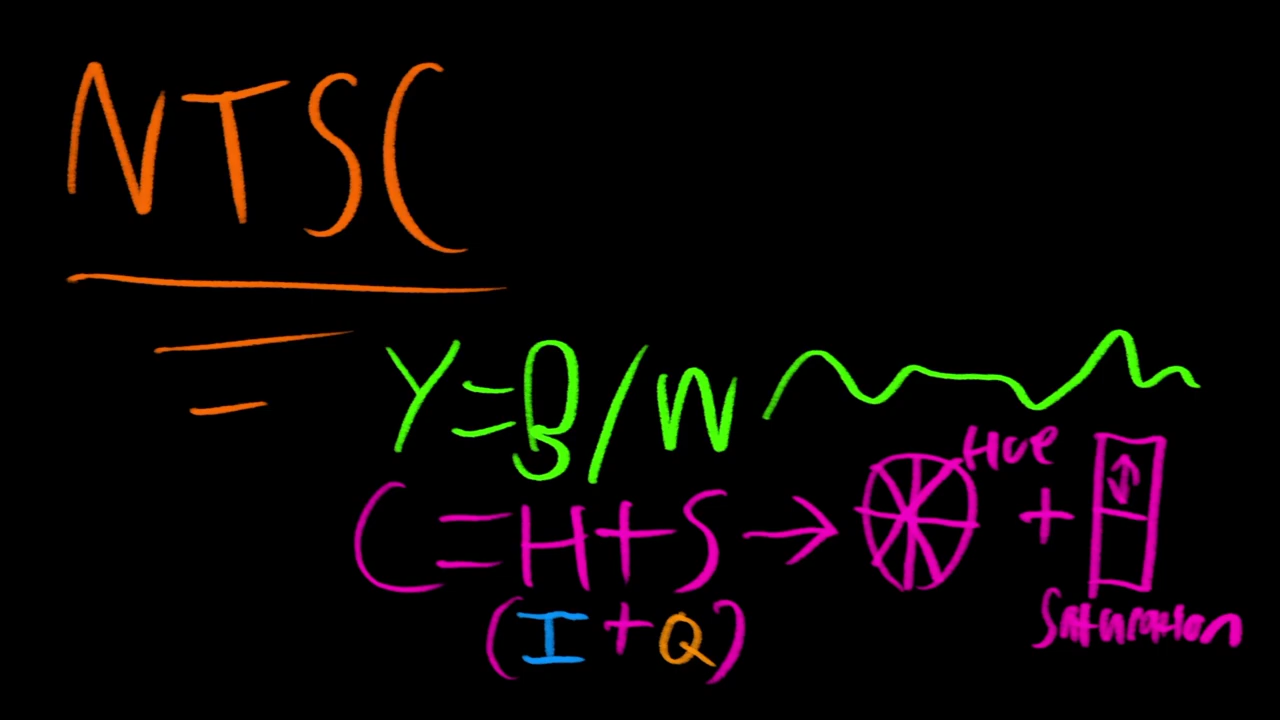 NTSC
Y=B/W
Hue
C=H+S→ +
(I+Q)
Saturation